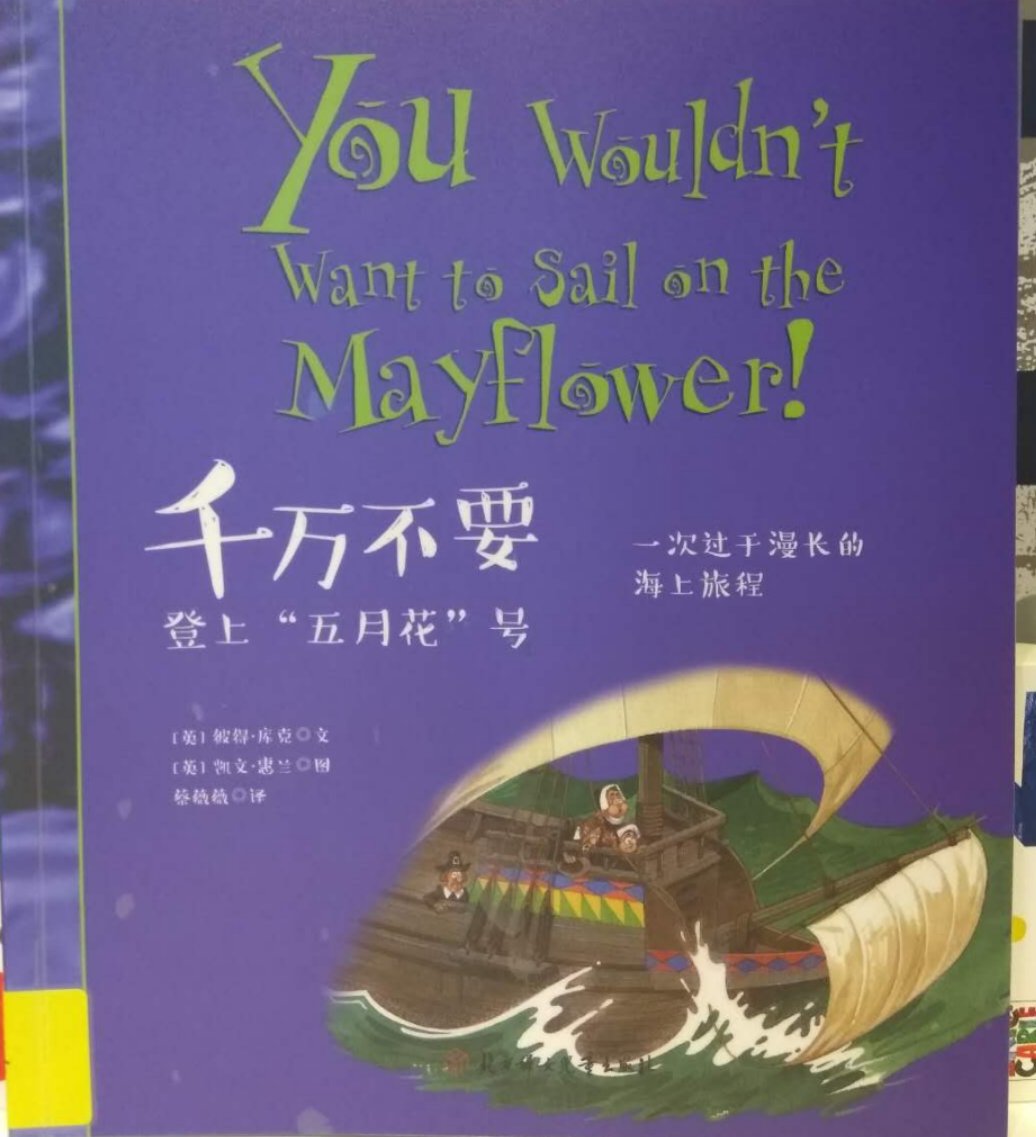 You Wouldn't
Want to Sail on the
Mayflower!
千万不要
登上“五月花”号
一次过于漫长的
海上旅程
［英］彼得·库克◎文
［英］凯文·惠兰◎图
蔡薇薇◎译